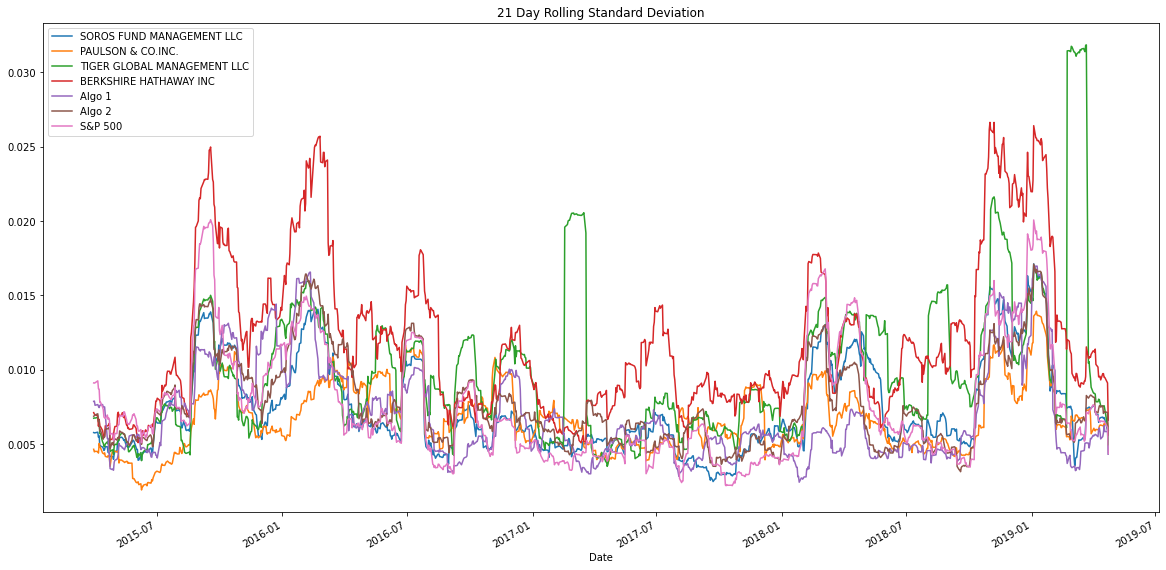 21 Day Rolling Standard Deviation
SOROS FUND MANAGEMENT LLC
PAULSON & CO.INC.
TIGER GLOBAL MANAGEMENT LLC
BERKSHIRE HATHAWAY INC
Algo 1
Algo 2
S&P 500
0.030
0.025
0.020
0.015
0.010
0.005
2015-07
2016-01
2016-07
2017-01
2017-07
2018-01
2018-07
2019-01
2019-07
Date